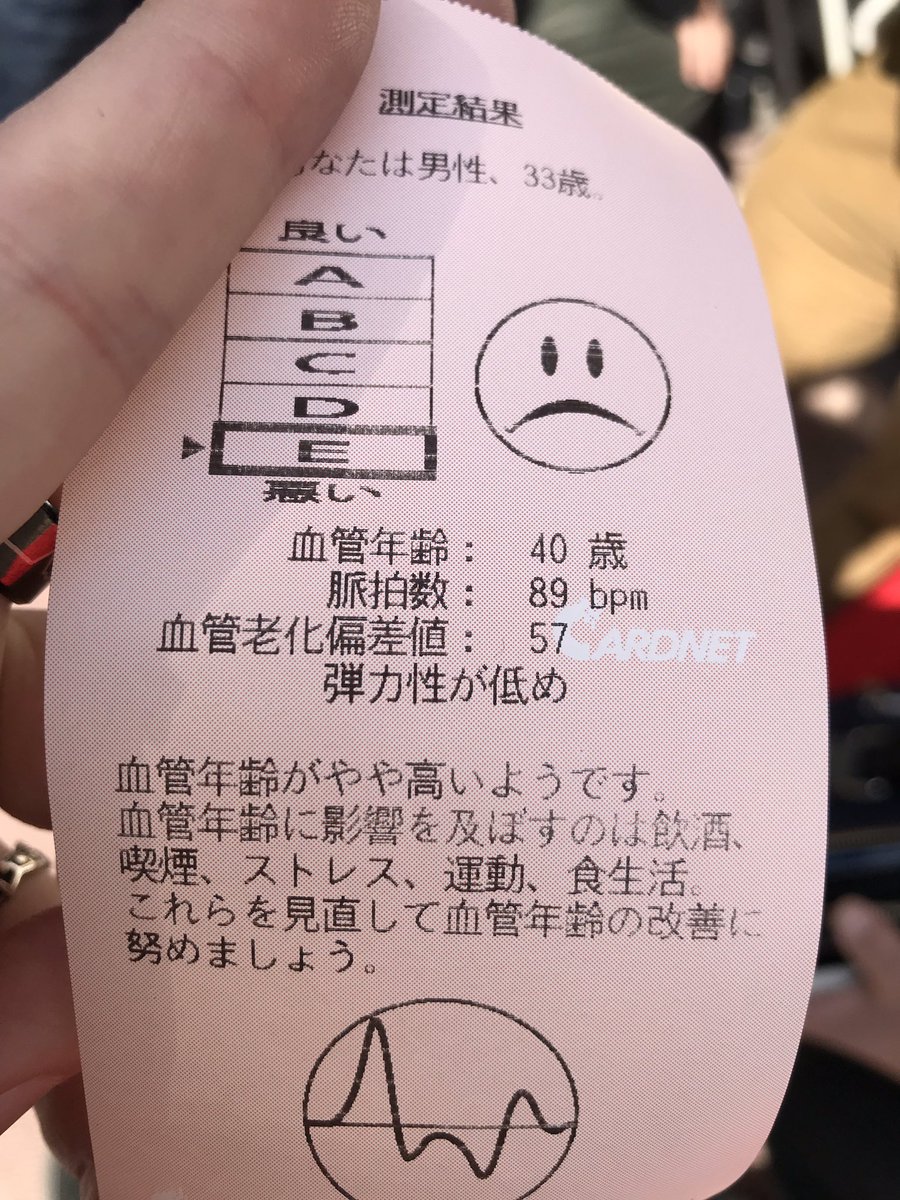 測定結果
あなたは男性、33歳。
良い
A
B
C
D
E
悪い
血管年齢： 40 歳
脈拍数： 89 bpm
血管老化偏差値： 57
CARDNET
弾力性が低め
血管年齢がやや高いようです。
血管年齢に影響を及ぼすのは飲酒、
喫煙、ストレス、運動、食生活。
これらを見直して血管年齢の改善に
努めましょう。